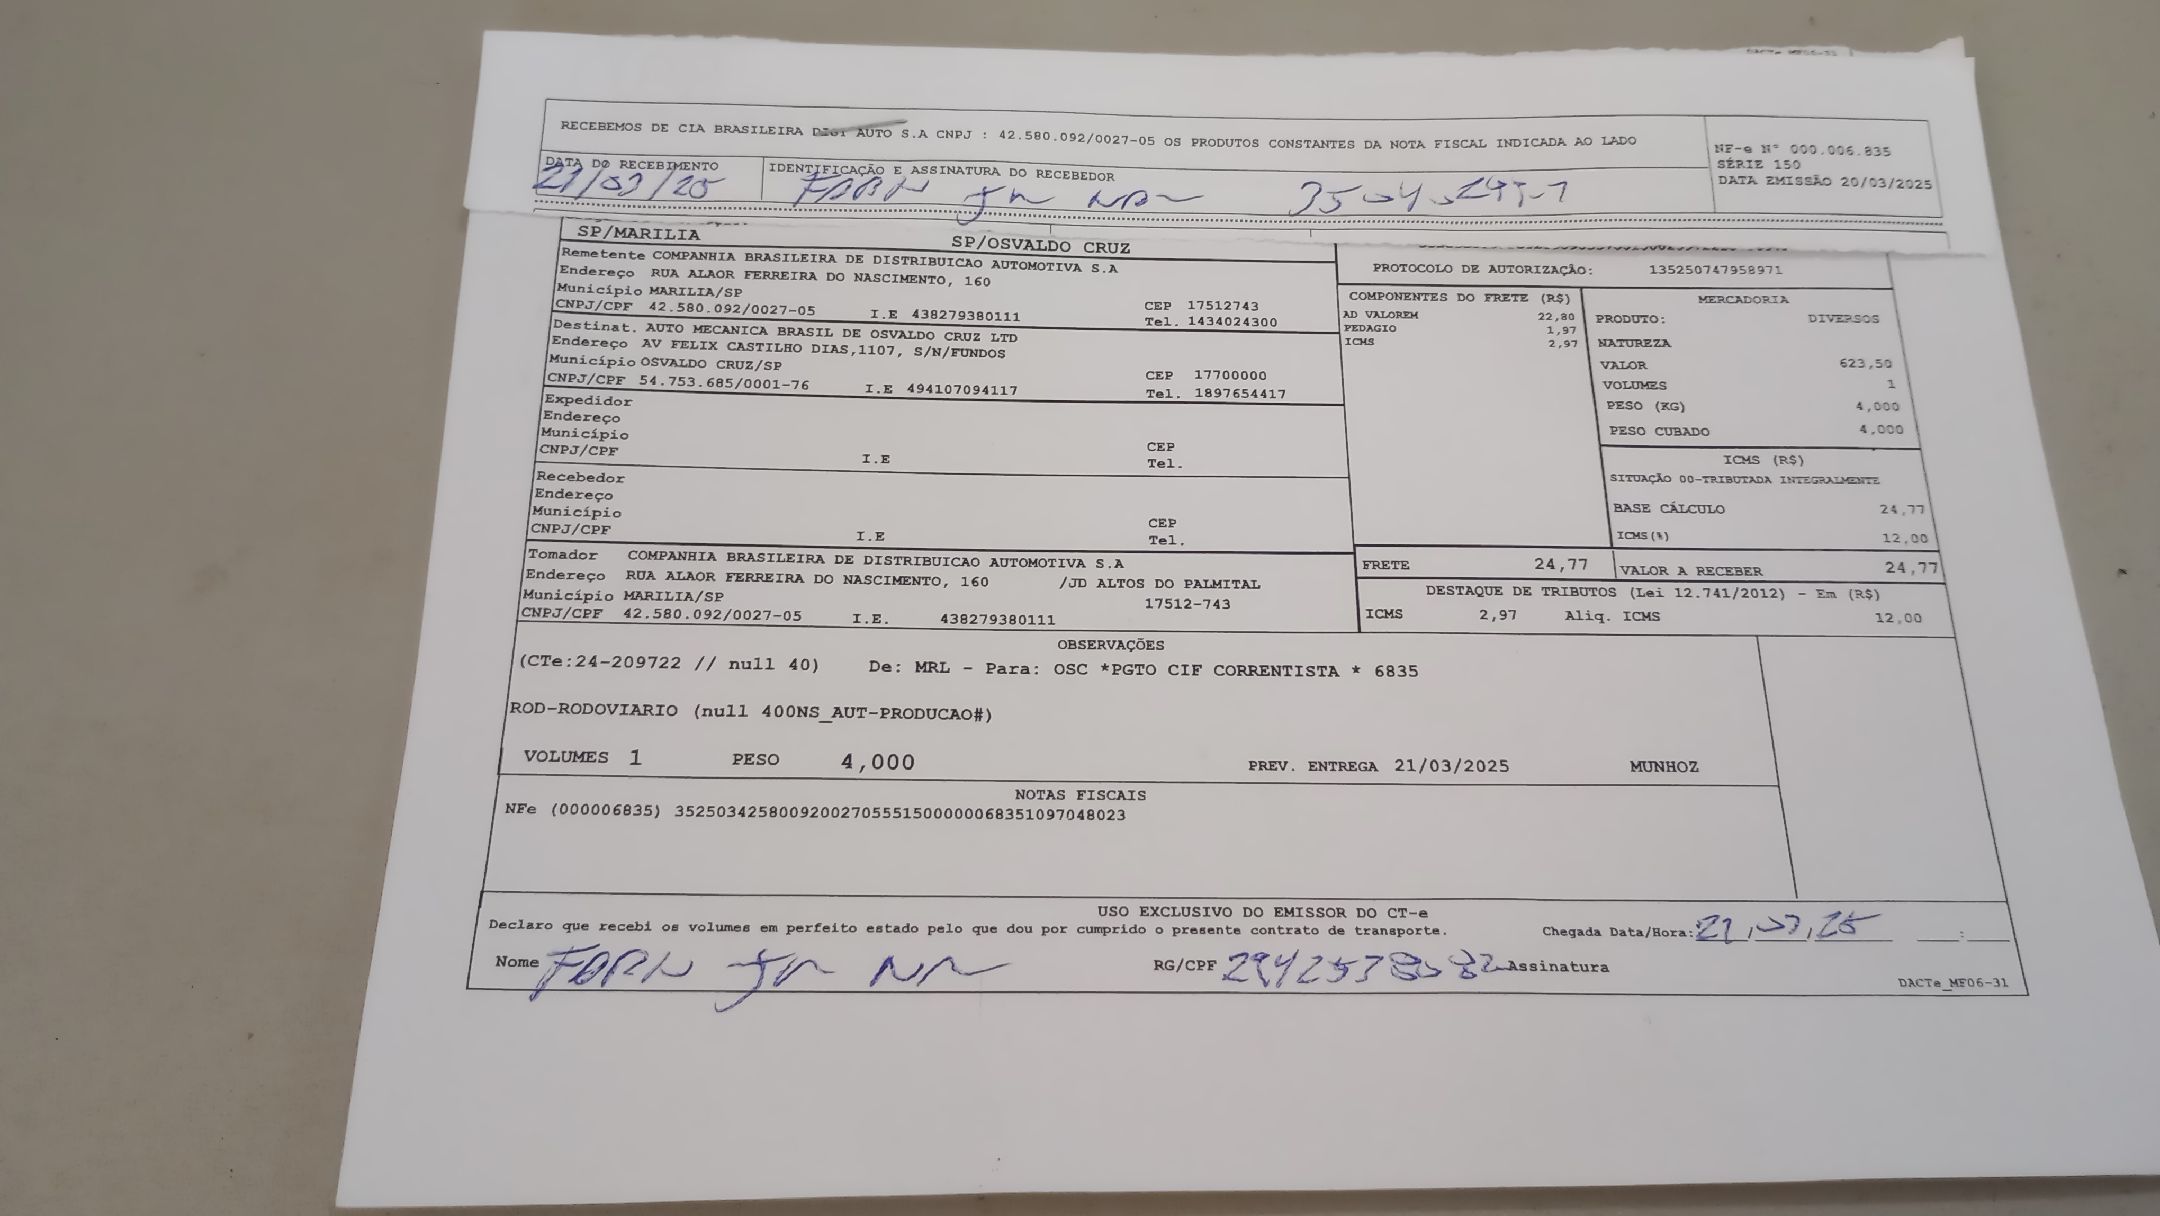 DACTe_MF06-31
RECEBEMOS DE CIA BRASILEIRA DIST AUTO S.A CNPJ : 42.580.092/0027-05 OS PRODUTOS CONSTANTES DA NOTA FISCAL INDICADA AO LADO
NF-e Nº 000.006.835
SÉRIE 150
DATA EMISSÃO 20/03/2025
DATA DO RECEBIMENTO
IDENTIFICAÇÃO E ASSINATURA DO RECEBEDOR
21/03/25
SP/MARILIA SP/OSVALDO CRUZ
Remetente COMPANHIA BRASILEIRA DE DISTRIBUICAO AUTOMOTIVA S.A
Endereço RUA ALAOR FERREIRA DO NASCIMENTO, 160
Município MARILIA/SP CEP 17512743
CNPJ/CPF 42.580.092/0027-05 I.E 438279380111 Tel. 1434024300
Destinat. AUTO MECANICA BRASIL DE OSVALDO CRUZ LTD
Endereço AV FELIX CASTILHO DIAS,1107, S/N/FUNDOS
Município OSVALDO CRUZ/SP CEP 17700000
CNPJ/CPF 54.753.685/0001-76 I.E 494107094117 Tel. 1897654417
Expedidor
Endereço
Município CEP
CNPJ/CPF I.E Tel.
Recebedor
Endereço
Município CEP
CNPJ/CPF I.E Tel.
Tomador COMPANHIA BRASILEIRA DE DISTRIBUICAO AUTOMOTIVA S.A
Endereço RUA ALAOR FERREIRA DO NASCIMENTO, 160 /JD ALTOS DO PALMITAL
Município MARILIA/SP 17512-743
CNPJ/CPF 42.580.092/0027-05 I.E. 438279380111
PROTOCOLO DE AUTORIZAÇÃO: 135250747958971
COMPONENTES DO FRETE (R$)
AD VALOREM 22,80
PEDAGIO 1,97
ICMS 2,97
MERCADORIA
PRODUTO: DIVERSOS
NATUREZA
VALOR 623,50
VOLUMES 1
PESO (KG) 4,000
PESO CUBADO 4,000
ICMS (R$)
SITUAÇÃO 00-TRIBUTADA INTEGRALMENTE
BASE CÁLCULO 24,77
ICMS(%) 12,00
FRETE 24,77 VALOR A RECEBER 24,77
DESTAQUE DE TRIBUTOS (Lei 12.741/2012) - Em (R$)
ICMS 2,97 Aliq. ICMS 12,00
OBSERVAÇÕES
(CTe:24-209722 // null 40) De: MRL - Para: OSC *PGTO CIF CORRENTISTA * 6835
ROD-RODOVIARIO (null 400NS_AUT-PRODUCAO#)
VOLUMES 1 PESO 4,000 PREV. ENTREGA 21/03/2025 MUNHOZ
NOTAS FISCAIS
NFe (000006835) 35250342580092002705551500000068351097048023
USO EXCLUSIVO DO EMISSOR DO CT-e
Declaro que recebi os volumes em perfeito estado pelo que dou por cumprido o presente contrato de transporte. Chegada Data/Hora: 21,03,25 __:__
Nome RG/CPF Assinatura
DACTe_MF06-31